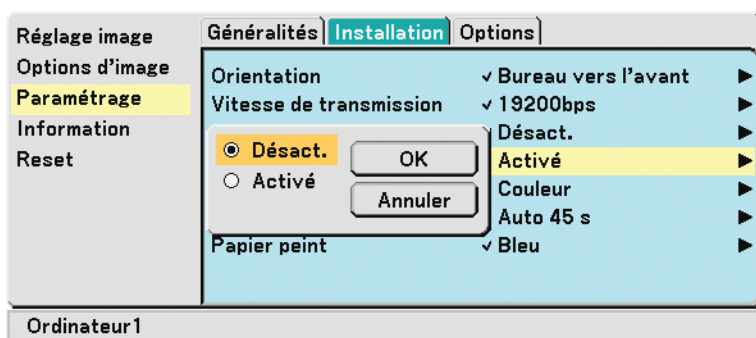 Réglage image
Options d'image
Paramétrage
Information
Reset
Généralités Installation Options
Orientation ✓ Bureau vers l'avant ▶
Vitesse de transmission ✓ 19200bps ▶
Désact. ▶
Activé ▶
Couleur ▶
Auto 45 s ▶
Papier peint ✓ Bleu ▶
Désact.
Activé
OK
Annuler
Ordinateur1